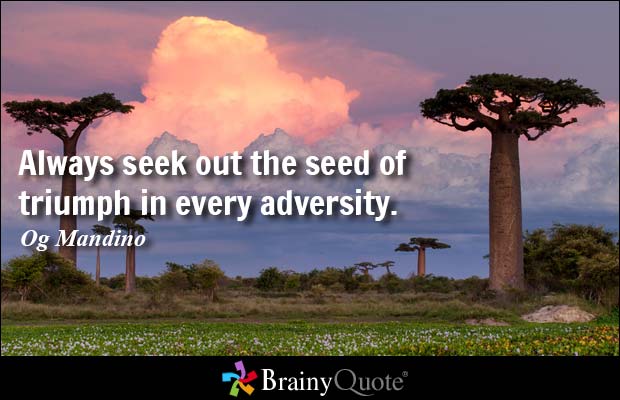 Always seek out the seed of
triumph in every adversity.
Og Mandino
BrainyQuote®